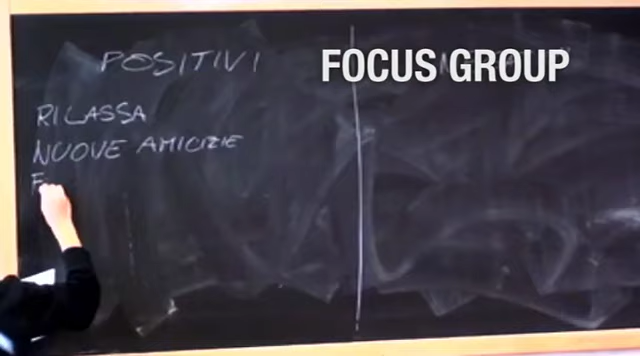 POSITIVI
FOCUS GROUP
RILASSA
NUOVE AMICIZIE
F